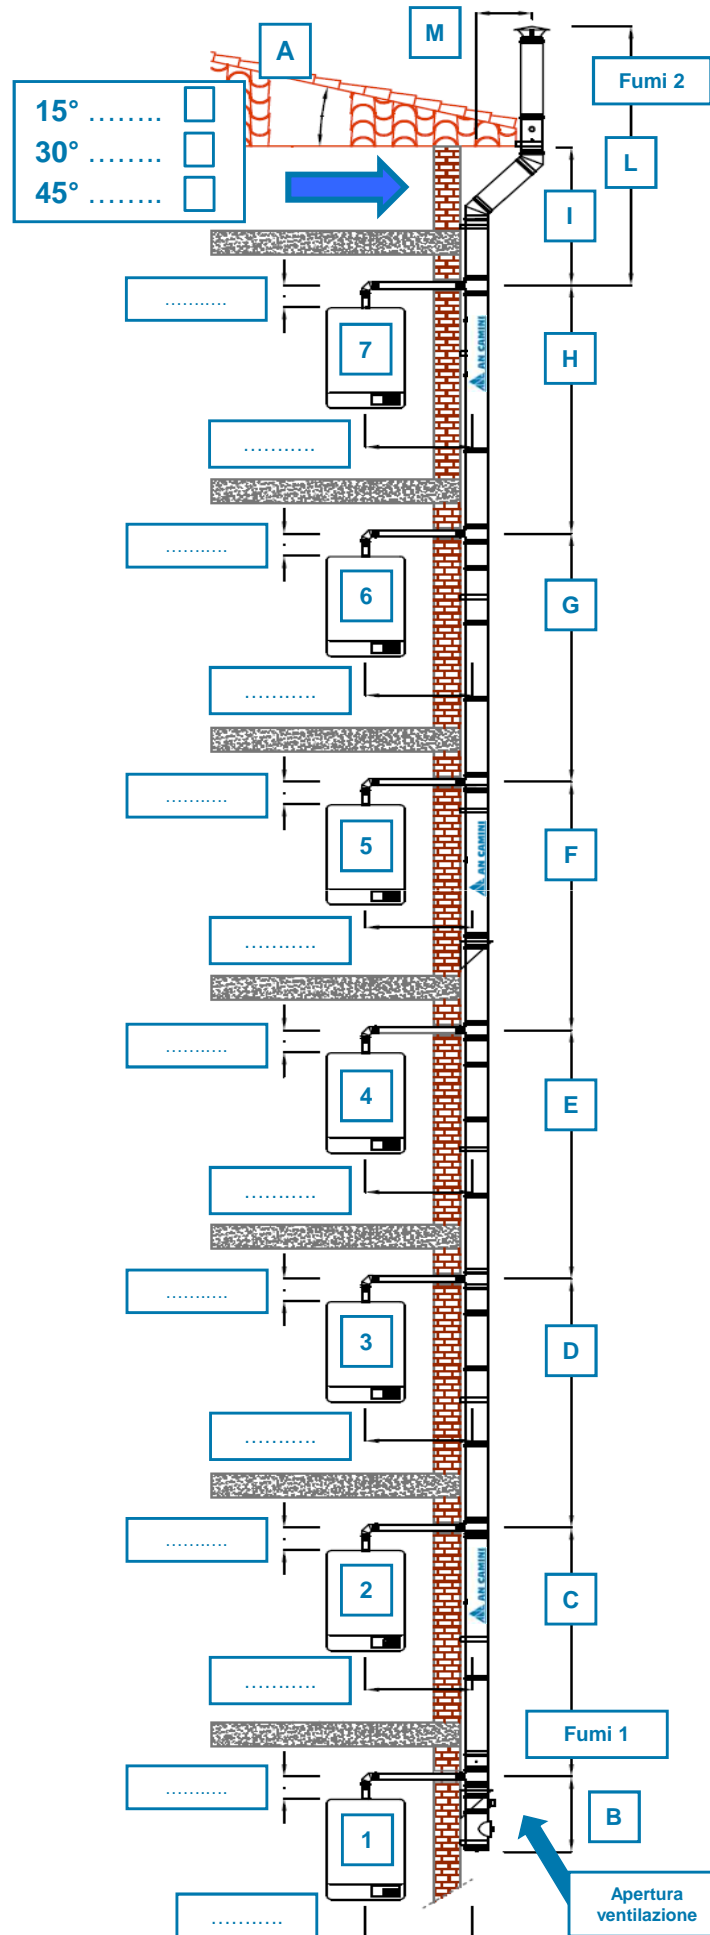 M
A
Fumi 2
15° ........
30° ........
45° ........
L
I
...........
7
AN CAMINI
H
...........
...........
6
G
...........
...........
5
AN CAMINI
F
...........
...........
4
E
...........
...........
3
D
...........
...........
2
AN CAMINI
C
...........
Fumi 1
...........
1
B
...........
Apertura
ventilazione